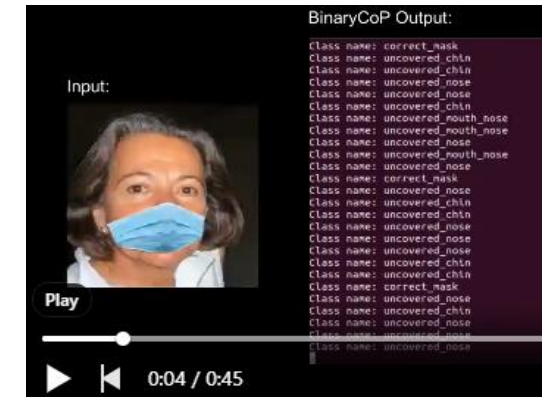 BinaryCoP Output:
Input:
Class name: correct_mask
Class name: uncovered_chin
Class name: uncovered_chin
Class name: uncovered_nose
Class name: uncovered_nose
Class name: uncovered_chin
Class name: uncovered_mouth_nose
Class name: uncovered_mouth_nose
Class name: uncovered_nose
Class name: uncovered_mouth_nose
Class name: uncovered_nose
Class name: correct_mask
Class name: uncovered_nose
Class name: uncovered_chin
Class name: uncovered_chin
Class name: uncovered_nose
Class name: uncovered_nose
Class name: uncovered_nose
Class name: uncovered_chin
Class name: uncovered_chin
Class name: correct_mask
Class name: uncovered_nose
Class name: uncovered_chin
Class name: uncovered_nose
Class name: uncovered_nose
Class name: uncovered_nose
Play
0:04 / 0:45